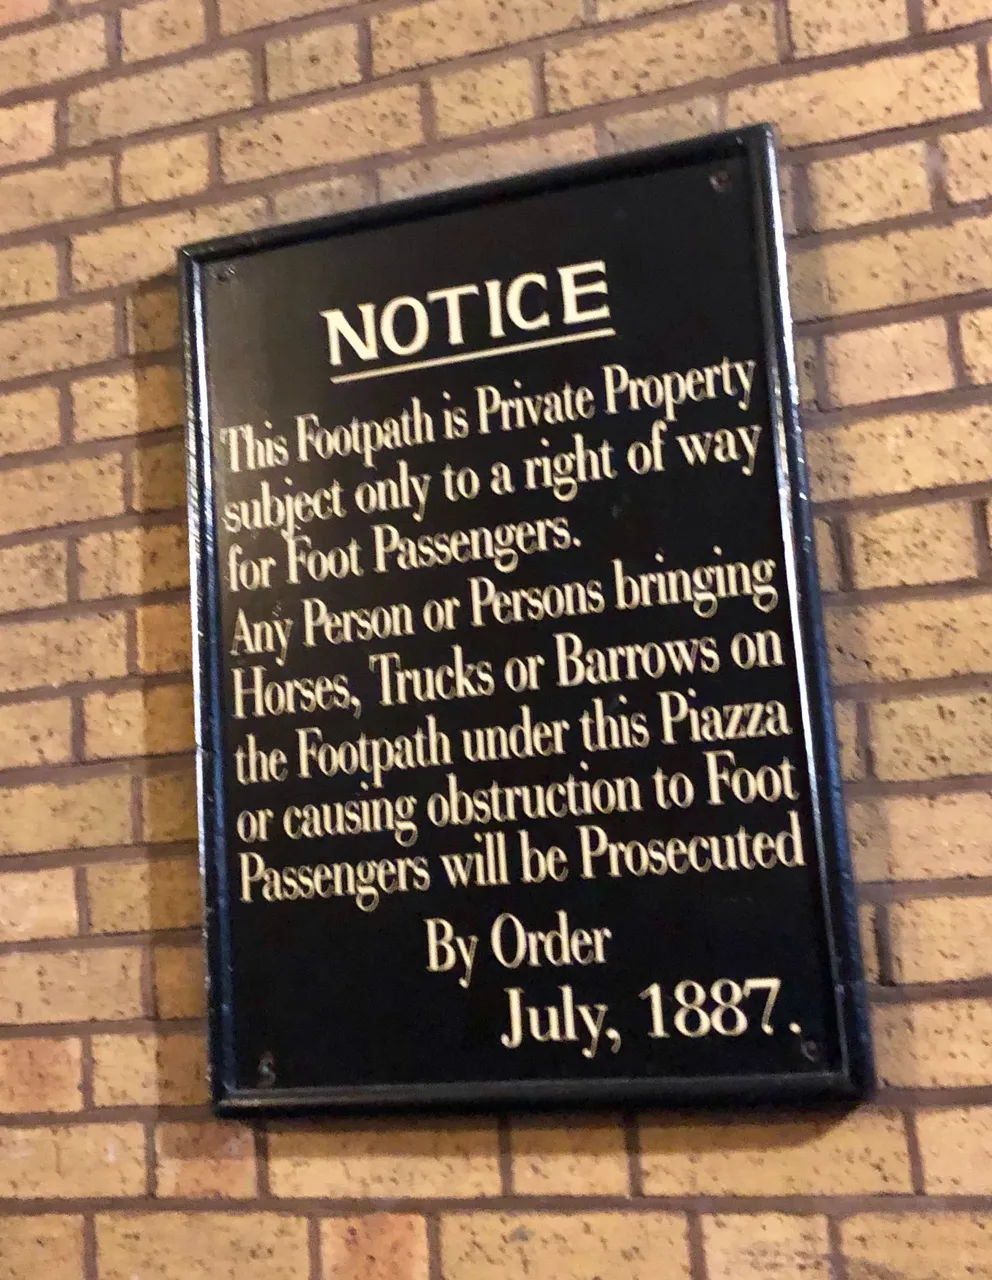 NOTICE
This Footpath is Private Property
subject only to a right of way
for Foot Passengers.
Any Person or Persons bringing
Horses, Trucks or Barrows on
the Footpath under this Piazza
or causing obstruction to Foot
Passengers will be Prosecuted
By Order
July, 1887.